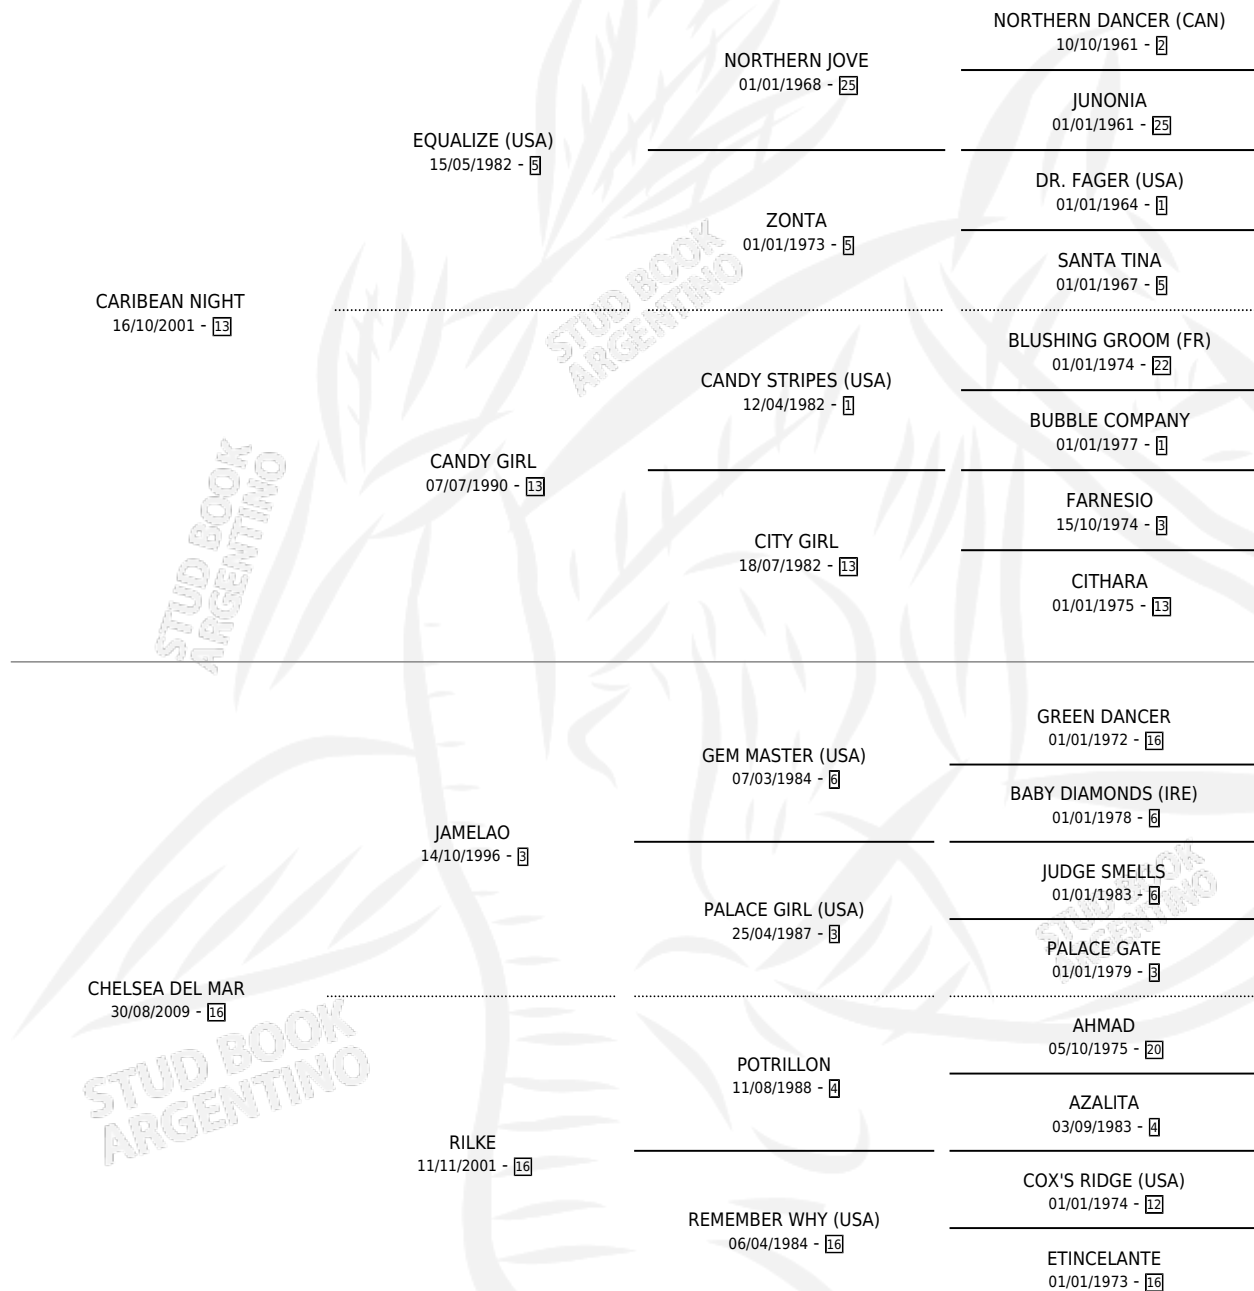 NORTHERN DANCER (CAN)
10/10/1961 - 2
NORTHERN JOVE
01/01/1968 - 25
JUNONIA
01/01/1961 - 25
EQUALIZE (USA)
15/05/1982 - 5
DR. FAGER (USA)
01/01/1964 - 1
ZONTA
01/01/1973 - 5
SANTA TINA
01/01/1967 - 5
CARIBEAN NIGHT
16/10/2001 - 13
STUD BOOK
ARGENTINO
BLUSHING GROOM (FR)
01/01/1974 - 22
CANDY STRIPES (USA)
12/04/1982 - 1
BUBBLE COMPANY
01/01/1977 - 1
CANDY GIRL
07/07/1990 - 13
FARNESIO
15/10/1974 - 3
CITY GIRL
18/07/1982 - 13
CITHARA
01/01/1975 - 13
STUD BOOK
ARGENTINO
GREEN DANCER
01/01/1972 - 16
GEM MASTER (USA)
07/03/1984 - 6
BABY DIAMONDS (IRE)
01/01/1978 - 6
JAMELAO
14/10/1996 - 3
JUDGE SMELLS
01/01/1983 - 6
PALACE GIRL (USA)
25/04/1987 - 3
PALACE GATE
01/01/1979 - 3
STUD BOOK
ARGENTINO
CHELSEA DEL MAR
30/08/2009 - 16
STUD BOOK
ARGENTINO
AHMAD
05/10/1975 - 20
POTRILLON
11/08/1988 - 4
AZALITA
03/09/1983 - 4
RILKE
11/11/2001 - 16
COX'S RIDGE (USA)
01/01/1974 - 12
REMEMBER WHY (USA)
06/04/1984 - 16
ETINCELANTE
01/01/1973 - 16